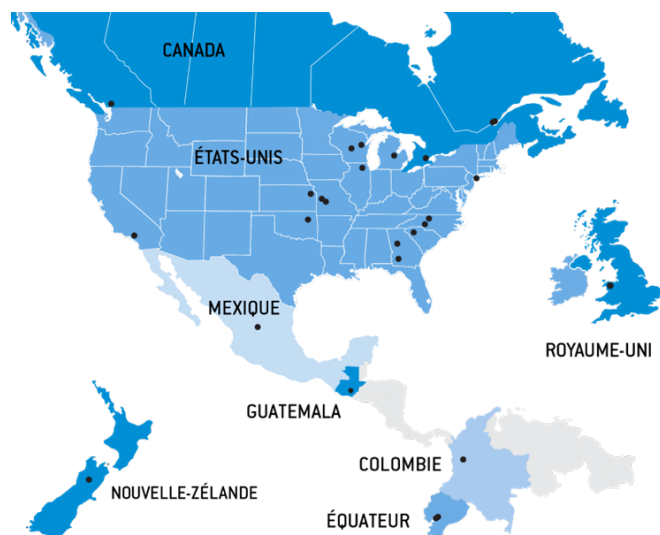 CANADA
ÉTATS-UNIS
MEXIQUE
ROYAUME-UNI
GUATEMALA
COLOMBIE
NOUVELLE-ZÉLANDE
ÉQUATEUR